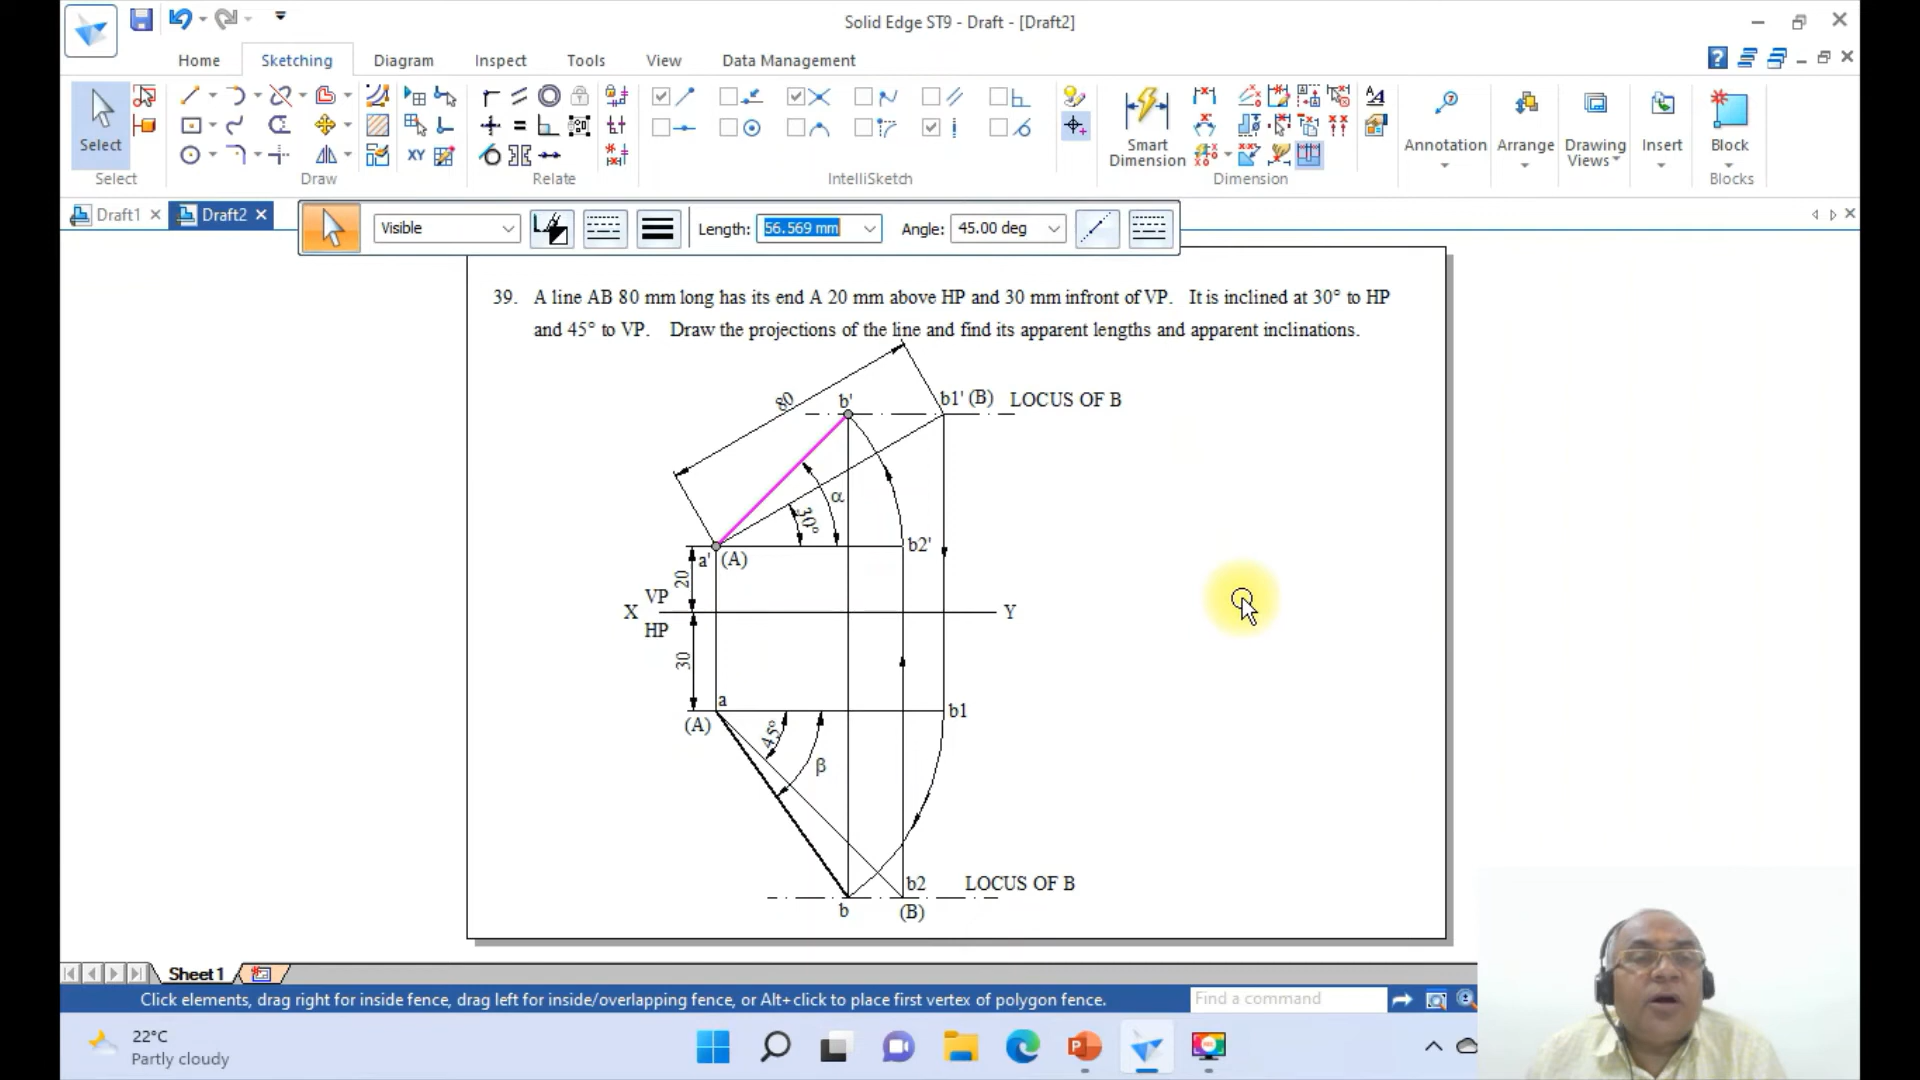 Solid Edge ST9 - Draft - [Draft2]
Home
Sketching
Diagram
Inspect
Tools
View
Data Management
Select
Smart
Dimension
Annotation
Arrange
Drawing
Views
Insert
Block
Select
Draw
Relate
IntelliSketch
Dimension
Blocks
Draft1
Draft2
Visible
Length:
56.569 mm
Angle:
45.00 deg
39. A line AB 80 mm long has its end A 20 mm above HP and 30 mm infront of VP. It is inclined at 30° to HP
and 45° to VP. Draw the projections of the line and find its apparent lengths and apparent inclinations.
80
b'
b1' (B)
LOCUS OF B
α
30°
b2'
a'
(A)
20
VP
X
Y
HP
30
a
b1
(A)
45°
β
b2
LOCUS OF B
b
(B)
Sheet1
Click elements, drag right for inside fence, drag left for inside/overlapping fence, or Alt+click to place first vertex of polygon fence.
Find a command
22°C
Partly cloudy